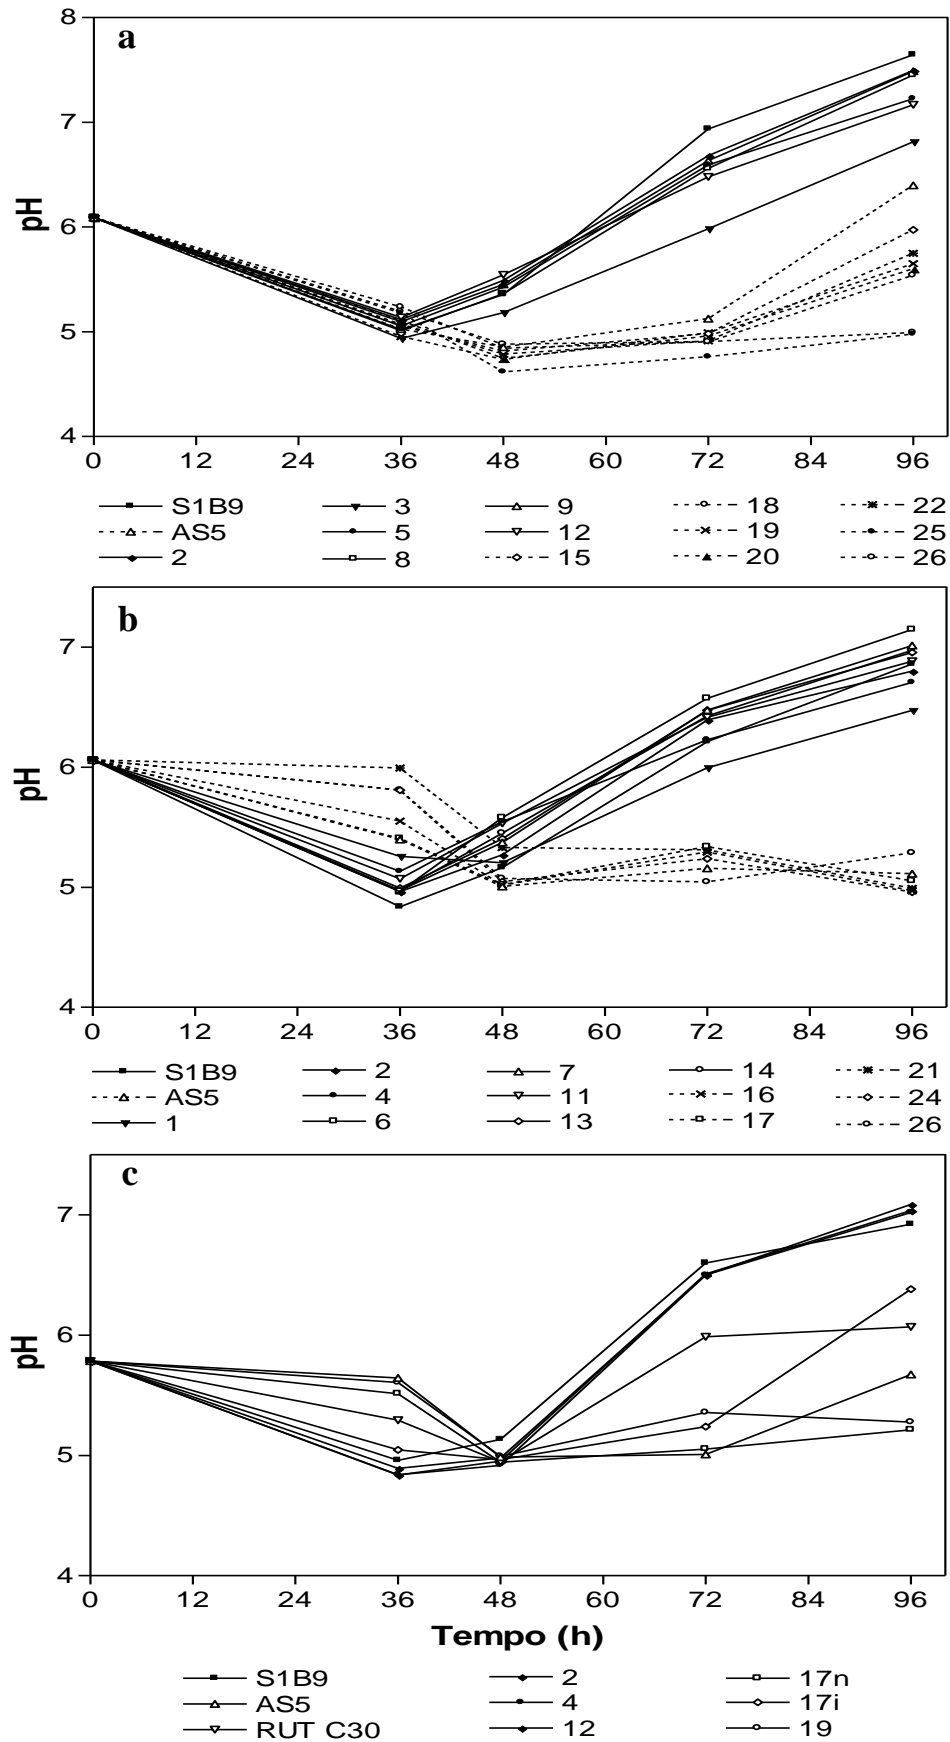 a
8
7
6
5
4
pH
0 12 24 36 48 60 72 84 96
S1B9 3 9 18 22
AS5 5 12 19 25
2 8 15 20 26
b
7
6
5
4
pH
0 12 24 36 48 60 72 84 96
S1B9 2 7 14 21
AS5 4 11 16 24
1 6 13 17 26
c
7
6
5
4
pH
0 12 24 36 48 60 72 84 96
Tempo (h)
S1B9 2 17n
AS5 4 17i
RUT C30 12 19